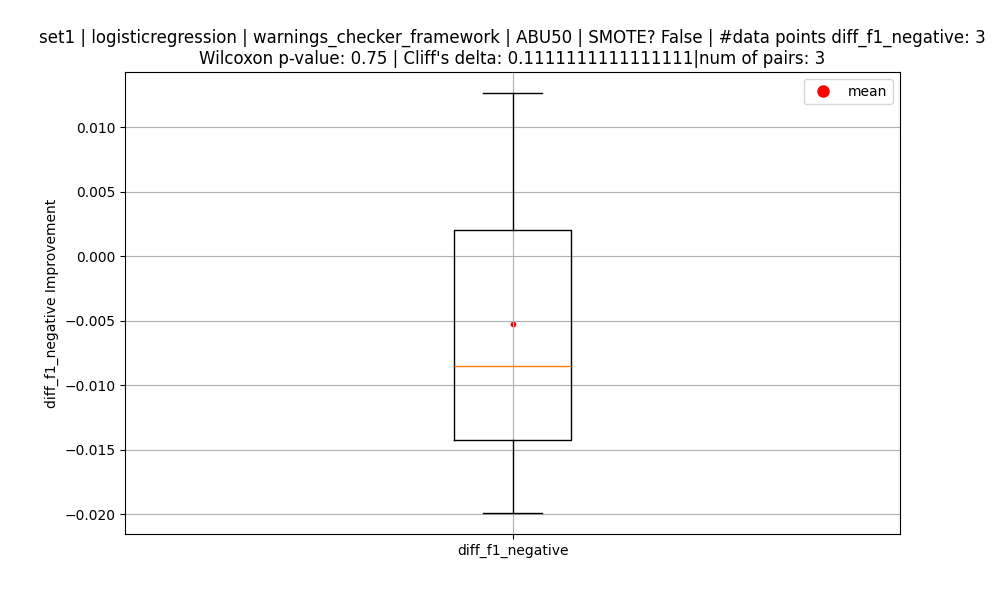 set1 | logisticregression | warnings_checker_framework | ABU50 | SMOTE? False | #data points diff_f1_negative: 3
Wilcoxon p-value: 0.75 | Cliff's delta: 0.1111111111111111|num of pairs: 3
mean
0.010
0.005
0.000
−0.005
−0.010
−0.015
−0.020
diff_f1_negative Improvement
diff_f1_negative